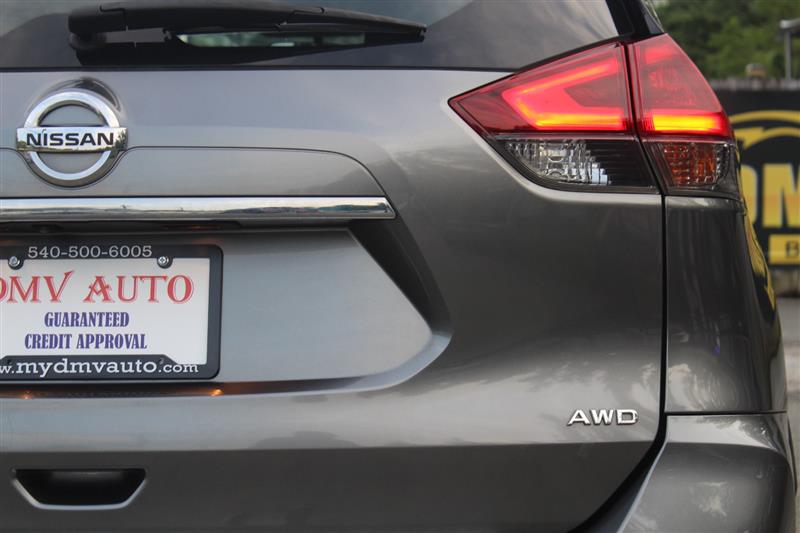 NISSAN
540-500-6005
DMV AUTO
GUARANTEED
CREDIT APPROVAL
www.mydmvauto.com
AWD